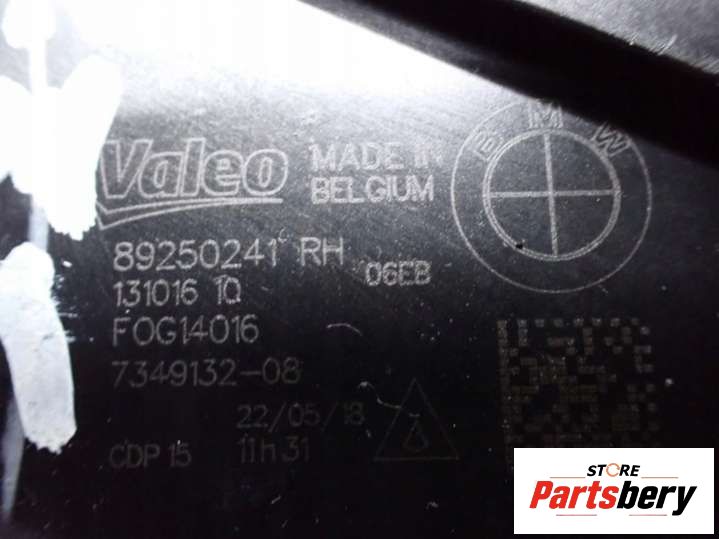 Valeo
MADE IN
BELGIUM
BMW
89250241 RH
06EB
131016 10
FOG14016
7349132-08
22/05/18
CDP 15
11h31
STORE
Partsbery